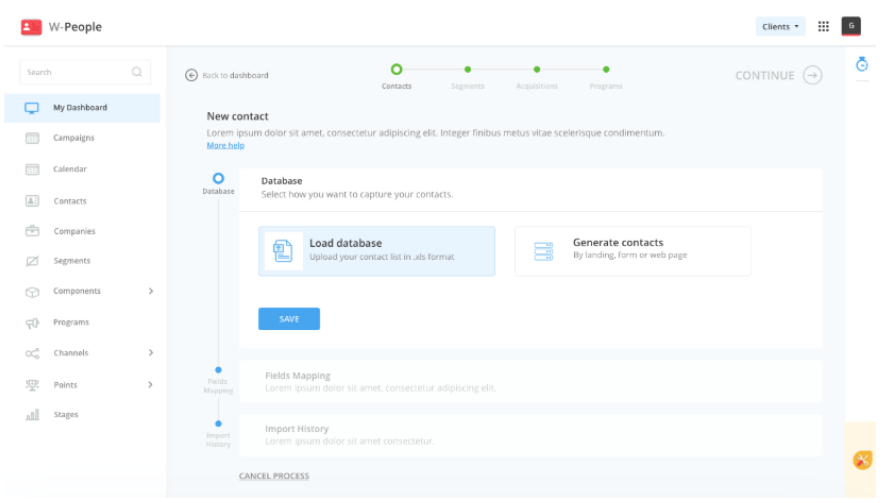 W-People
Clients
G
Search
My Dashboard
Campaigns
Calendar
Contacts
Companies
Segments
Components
Programs
Channels
Points
Stages
Back to dashboard
Contacts
Segments
Acquisitions
Programs
CONTINUE
New contact
Lorem ipsum dolor sit amet, consectetur adipiscing elit. Integer finibus metus vitae scelerisque condimentum.
More help
Database
Database
Select how you want to capture your contacts.
Load database
Upload your contact list in .xls format
Generate contacts
By landing, form or web page
SAVE
Fields
Mapping
Fields Mapping
Lorem ipsum dolor sit amet, consectetur adipiscing elit.
Import
History
Import History
Lorem ipsum dolor sit amet consectetur.
CANCEL PROCESS